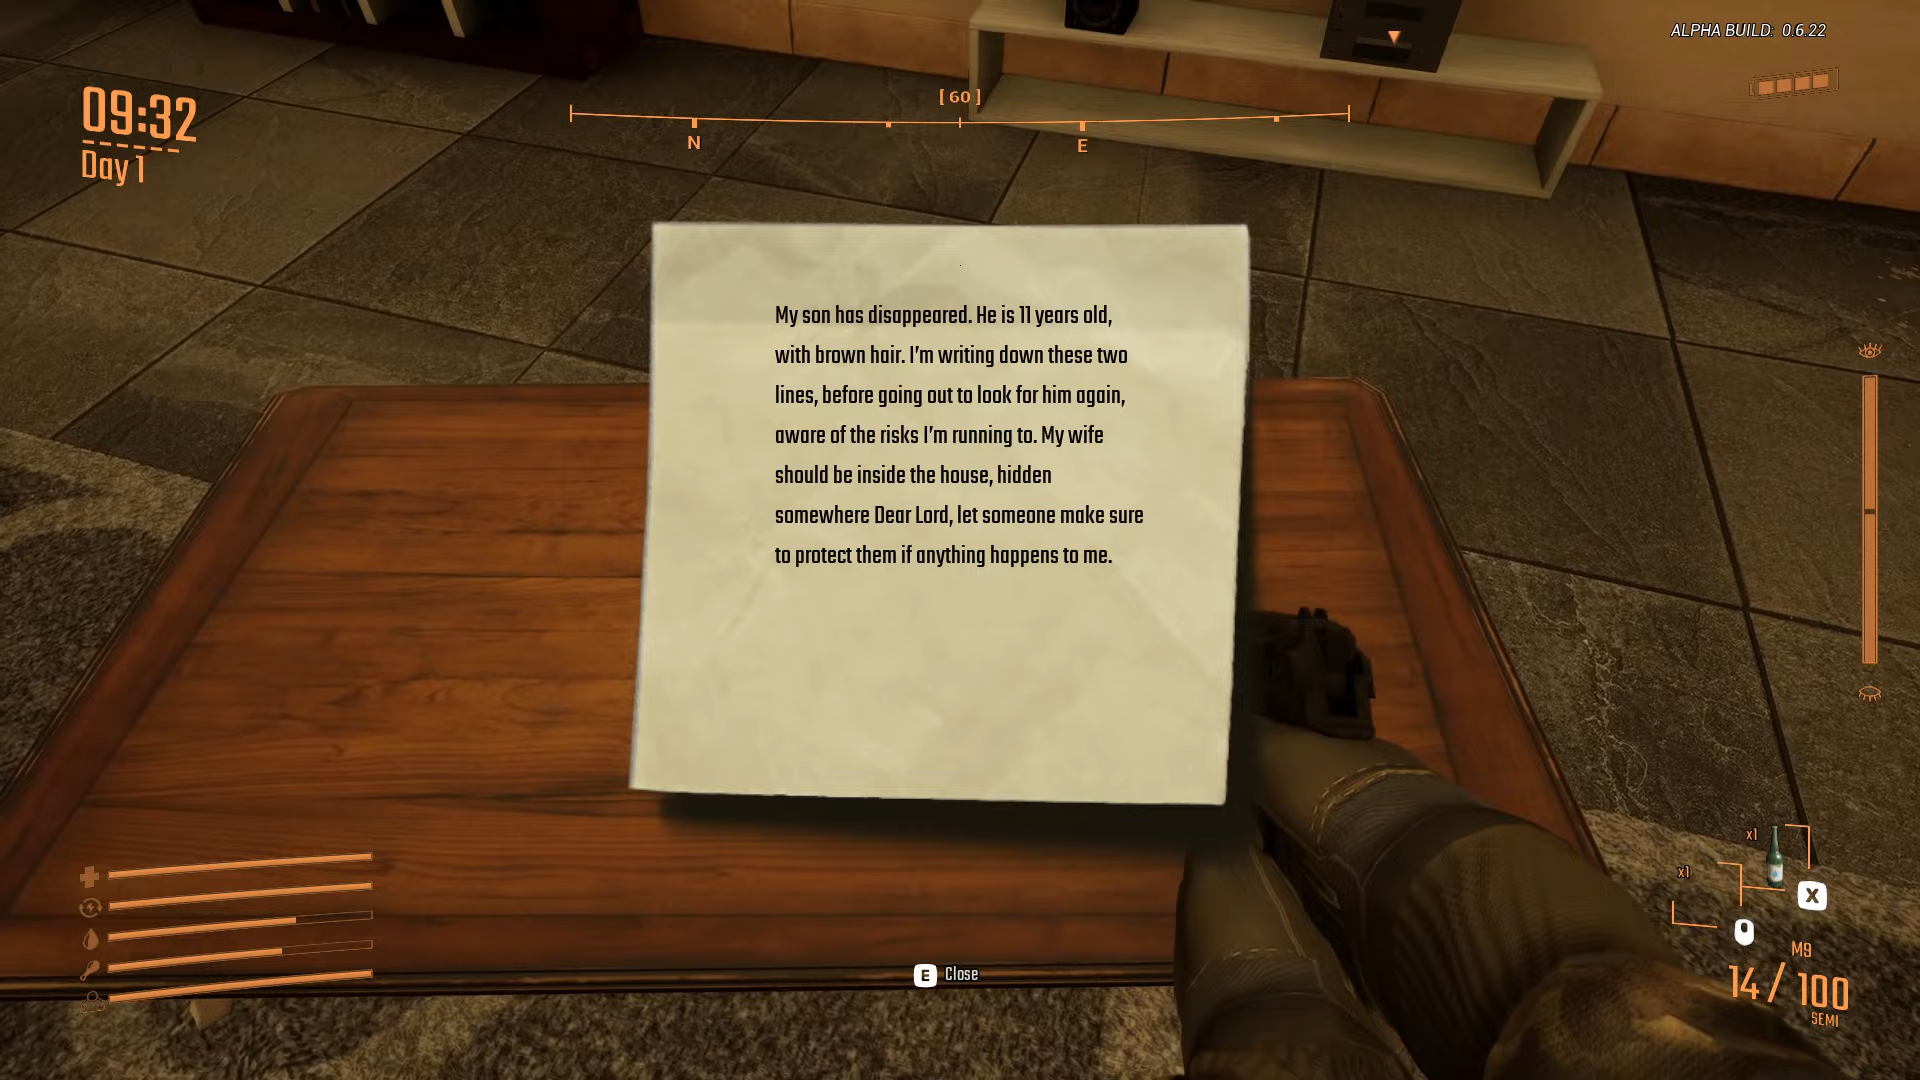 ALPHA BUILD: 0.6.22
09:32
Day 1
[ 60 ]
N
E
My son has disappeared. He is 11 years old,
with brown hair. I'm writing down these two
lines, before going out to look for him again,
aware of the risks I'm running to. My wife
should be inside the house, hidden
somewhere Dear Lord, let someone make sure
to protect them if anything happens to me.
x1
x1
X
M9
14 / 100
SEMI
E Close